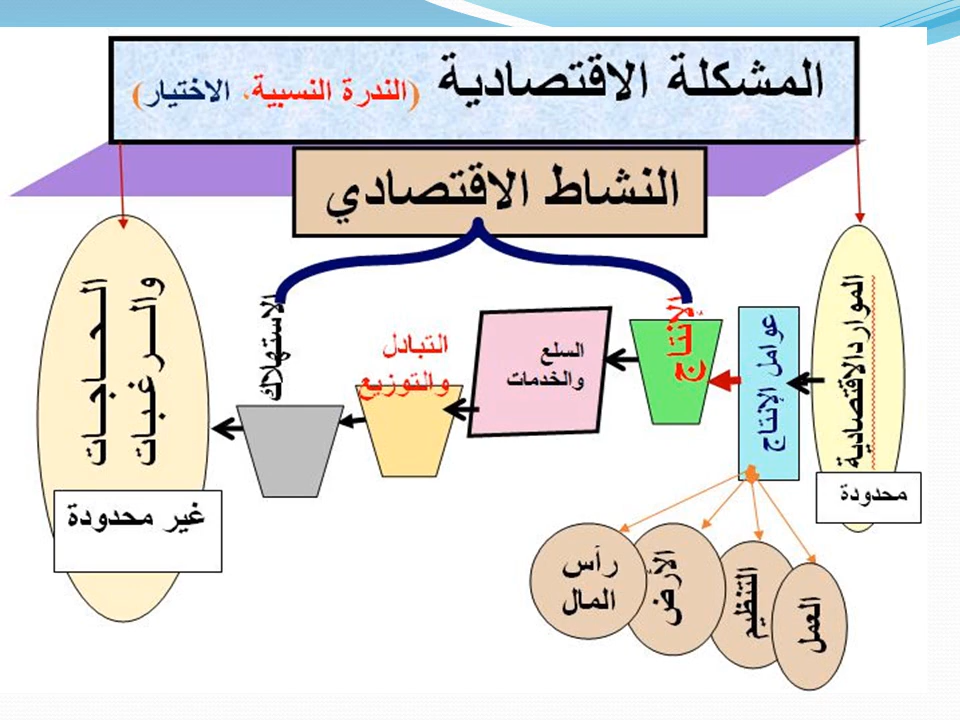 المشكلة الاقتصادية (الندرة النسبية، الاختيار)
النشاط الاقتصادي
الموارد الاقتصادية
محدودة
عوامل الإنتاج
الإنتاج
السلع
والخدمات
التبادل
والتوزيع
الاستهلاك
الحاجات
والرغبات
غير محدودة
العمل
التنظيم
الأرض
رأس
المال